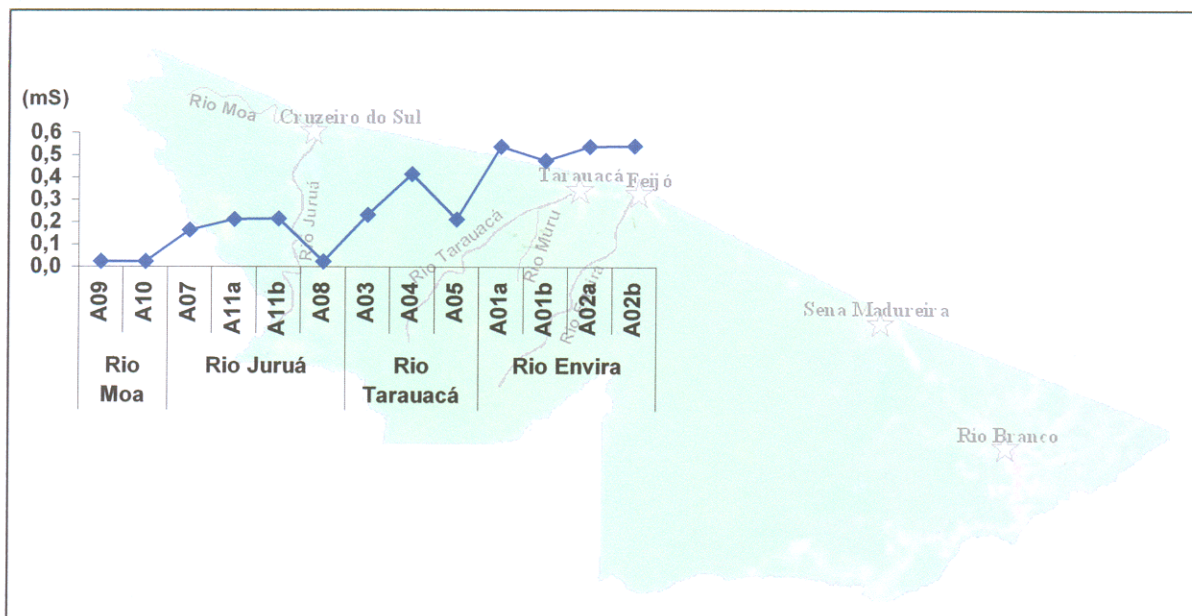 (mS)
0,6
0,5
0,4
0,3
0,2
0,1
0,0
A09
A10
A07
A11a
A11b
A08
A03
A04
A05
A01a
A01b
A02a
A02b
Rio
Moa
Rio Juruá
Rio
Tarauacá
Rio Envira
Rio Moa
Cruzeiro do Sul
Rio Juruá
Tarauacá
Feijó
Rio Tarauacá
Rio Muru
Rio Envira
Sena Madureira
Rio Branco